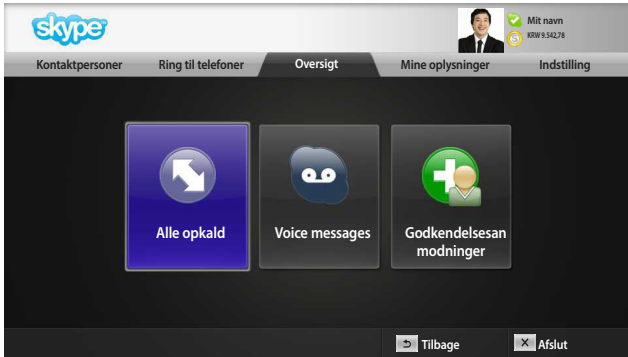 skype
Mit navn
KRW 9.542,78
Kontaktpersoner Ring til telefoner Oversigt Mine oplysninger Indstilling
Alle opkald Voice messages Godkendelsesan
modninger
Tilbage X Afslut